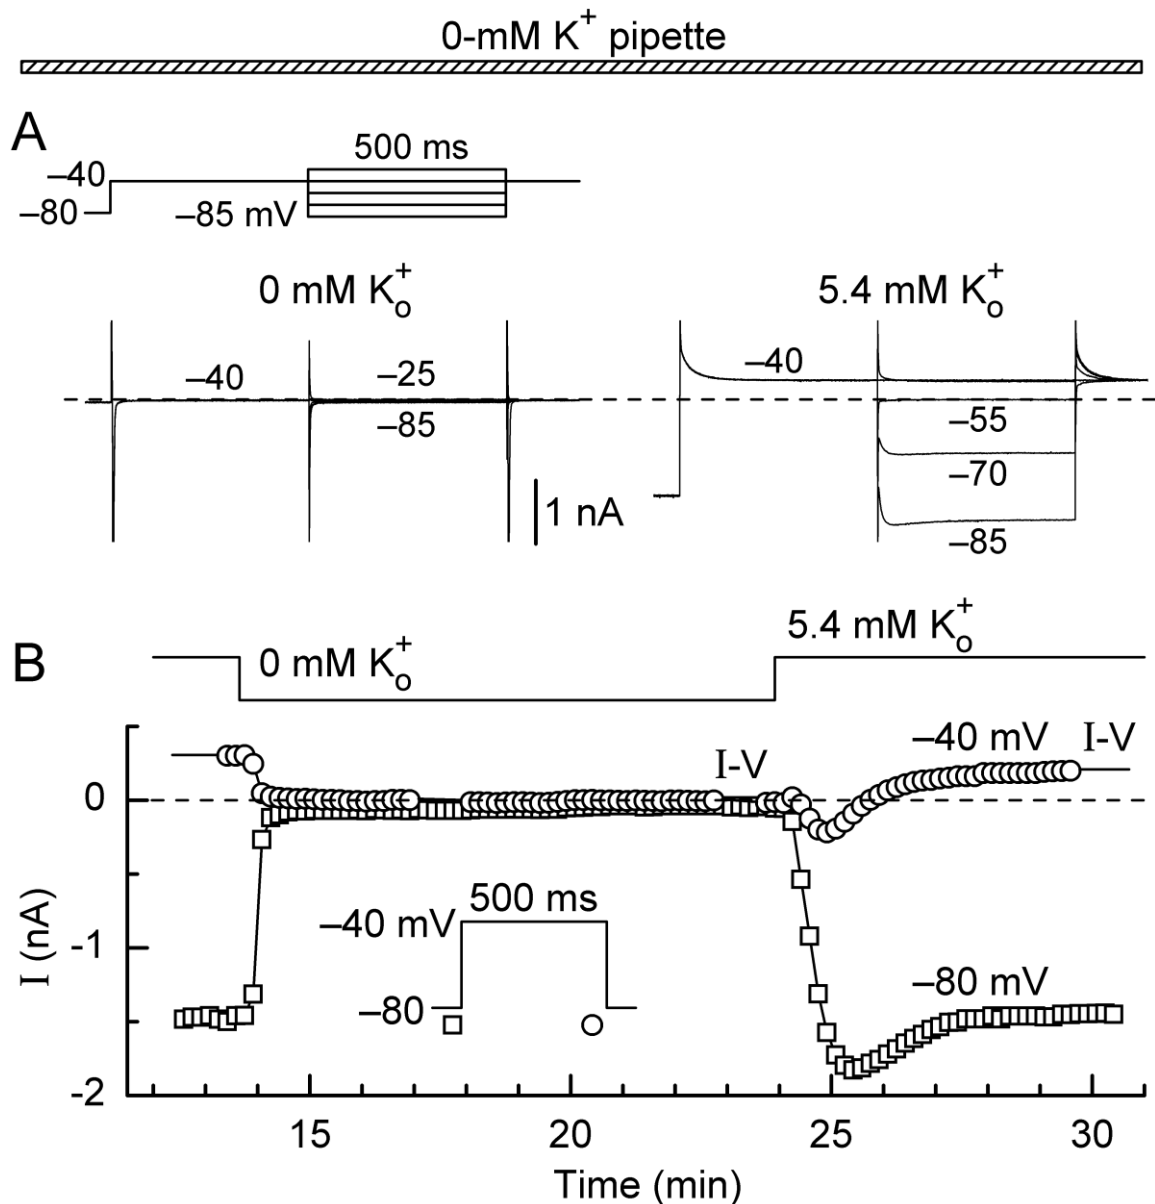 0-mM K⁺ pipette
A
500 ms
–40
–80
–85 mV
0 mM K⁺ₒ
5.4 mM K⁺ₒ
–40
–25
–85
–40
–55
–70
–85
1 nA
B
0 mM K⁺ₒ
5.4 mM K⁺ₒ
I-V
–40 mV
I-V
0
500 ms
–40 mV
–80
–80 mV
-1
-2
I (nA)
15
20
25
30
Time (min)